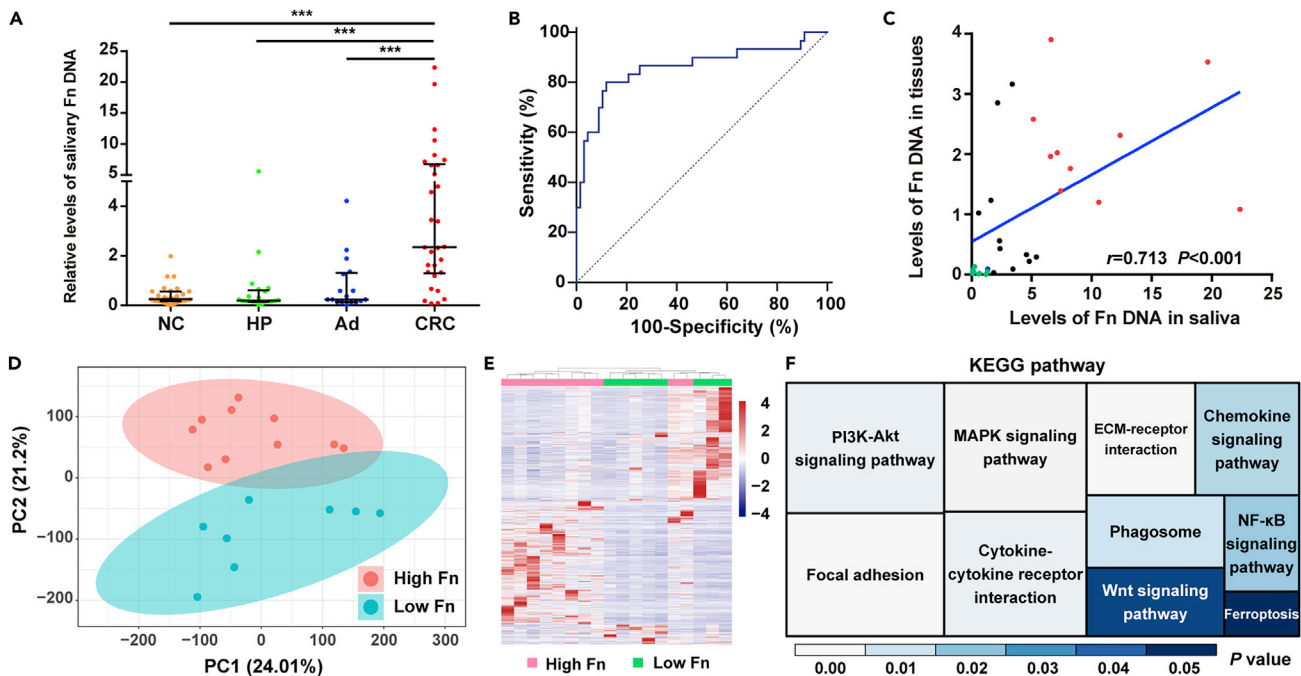 A
***
***
***
Relative levels of salivary Fn DNA
25
20
15
10
5
4
2
0
NC HP Ad CRC
B
Sensitivity (%)
100
80
60
40
20
0
0 20 40 60 80 100
100-Specificity (%)
C
Levels of Fn DNA in tissues
4
3
2
1
0
r=0.713 P<0.001
0 5 10 15 20 25
Levels of Fn DNA in saliva
D
PC2 (21.2%)
100
0
−100
−200
High Fn
Low Fn
−200 −100 0 100 200 300
PC1 (24.01%)
E
4
2
0
−2
−4
High Fn Low Fn
F
KEGG pathway
PI3K-Akt
signaling pathway
MAPK signaling
pathway
ECM-receptor
interaction
Chemokine
signaling
pathway
Focal adhesion
Cytokine-
cytokine receptor
interaction
Phagosome
NF-κB
signaling
pathway
Wnt signaling
pathway
Ferroptosis
0.00 0.01 0.02 0.03 0.04 0.05 P value